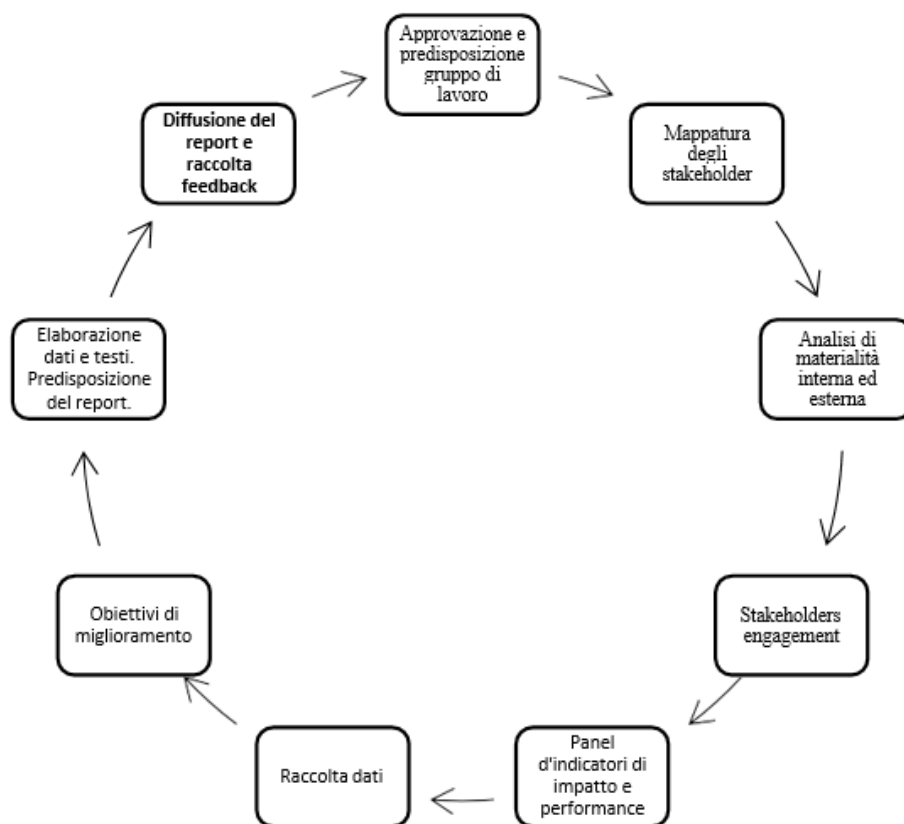 Approvazione e
predisposizione
gruppo di
lavoro
Mappatura
degli
stakeholder
Analisi di
materialità
interna ed
esterna
Stakeholders
engagement
Panel
d'indicatori di
impatto e
performance
Raccolta dati
Obiettivi di
miglioramento
Elaborazione
dati e testi.
Predisposizione
del report.
Diffusione del
report e
raccolta
feedback